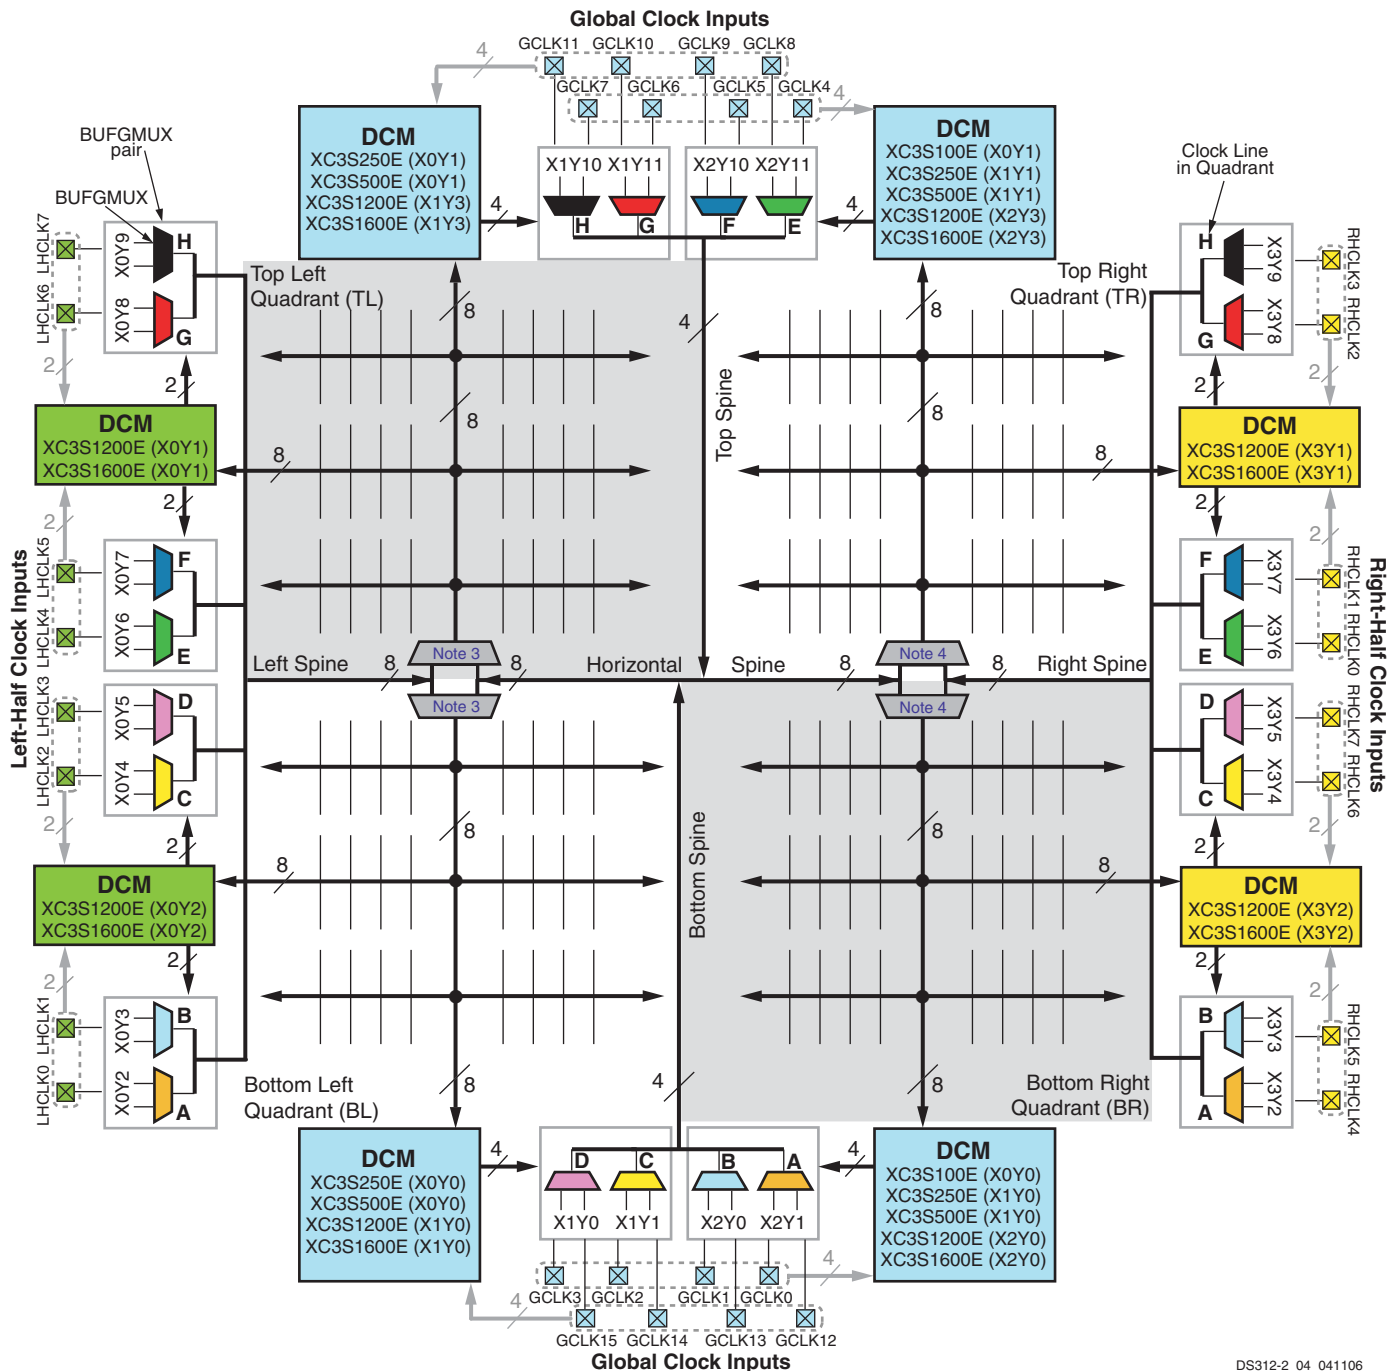 Global Clock Inputs
GCLK11 GCLK10 GCLK9 GCLK8
4
GCLK7 GCLK6 GCLK5 GCLK4
4
DCM
XC3S250E (X0Y1)
XC3S500E (X0Y1)
XC3S1200E (X1Y3)
XC3S1600E (X1Y3)
4
X1Y10 X1Y11
H G
X2Y10 X2Y11
F E
4
DCM
XC3S100E (X0Y1)
XC3S250E (X1Y1)
XC3S500E (X1Y1)
XC3S1200E (X2Y3)
XC3S1600E (X2Y3)
BUFGMUX
pair
BUFGMUX
Clock Line
in Quadrant
Left-Half Clock Inputs
LHCLK7
LHCLK6
X0Y9
H
X0Y8
G
2
2
DCM
XC3S1200E (X0Y1)
XC3S1600E (X0Y1)
8
2
2
LHCLK5
LHCLK4
X0Y7
F
X0Y6
E
LHCLK3
LHCLK2
X0Y5
D
X0Y4
C
2
2
DCM
XC3S1200E (X0Y2)
XC3S1600E (X0Y2)
8
2
2
LHCLK1
LHCLK0
X0Y3
B
X0Y2
A
Top Left
Quadrant (TL)
8
8
4
Top Spine
Top Right
Quadrant (TR)
8
8
Left Spine
8
Note 3
Note 3
8
Horizontal Spine
8
Note 4
Note 4
8
Right Spine
8
8
Bottom Spine
4
8
8
Bottom Left
Quadrant (BL)
Bottom Right
Quadrant (BR)
Right-Half Clock Inputs
H
X3Y9
G
X3Y8
RHCLK3
RHCLK2
2
2
8
DCM
XC3S1200E (X3Y1)
XC3S1600E (X3Y1)
2
2
F
X3Y7
E
X3Y6
RHCLK1
RHCLK0
D
X3Y5
C
X3Y4
RHCLK7
RHCLK6
2
2
8
DCM
XC3S1200E (X3Y2)
XC3S1600E (X3Y2)
2
2
B
X3Y3
A
X3Y2
RHCLK5
RHCLK4
DCM
XC3S250E (X0Y0)
XC3S500E (X0Y0)
XC3S1200E (X1Y0)
XC3S1600E (X1Y0)
4
D C
X1Y0 X1Y1
B A
X2Y0 X2Y1
4
DCM
XC3S100E (X0Y0)
XC3S250E (X1Y0)
XC3S500E (X1Y0)
XC3S1200E (X2Y0)
XC3S1600E (X2Y0)
4
GCLK3 GCLK2 GCLK1 GCLK0
4
GCLK15 GCLK14 GCLK13 GCLK12
Global Clock Inputs
DS312-2_04_041106